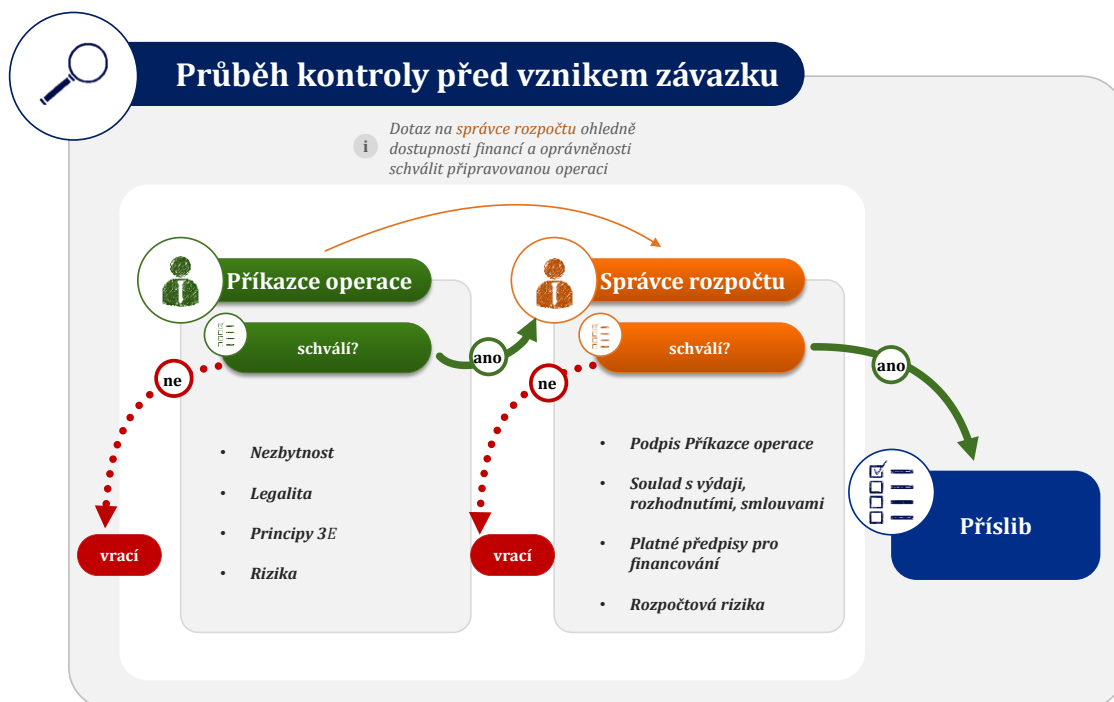 Průběh kontroly před vznikem závazku
i
Dotaz na správce rozpočtu ohledně
dostupnosti financí a oprávněnosti
schválit připravovanou operaci
Příkazce operace
schválí?
ano
ne
vrací
• Nezbytnost
• Legalita
• Principy 3E
• Rizika
Správce rozpočtu
schválí?
ano
ne
vrací
• Podpis Příkazce operace
• Soulad s výdaji,
rozhodnutími, smlouvami
• Platné předpisy pro
financování
• Rozpočtová rizika
Příslib